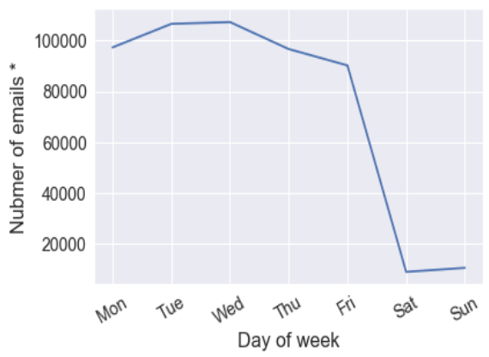 Nubmer of emails *
100000
80000
60000
40000
20000
Mon Tue Wed Thu Fri Sat Sun
Day of week